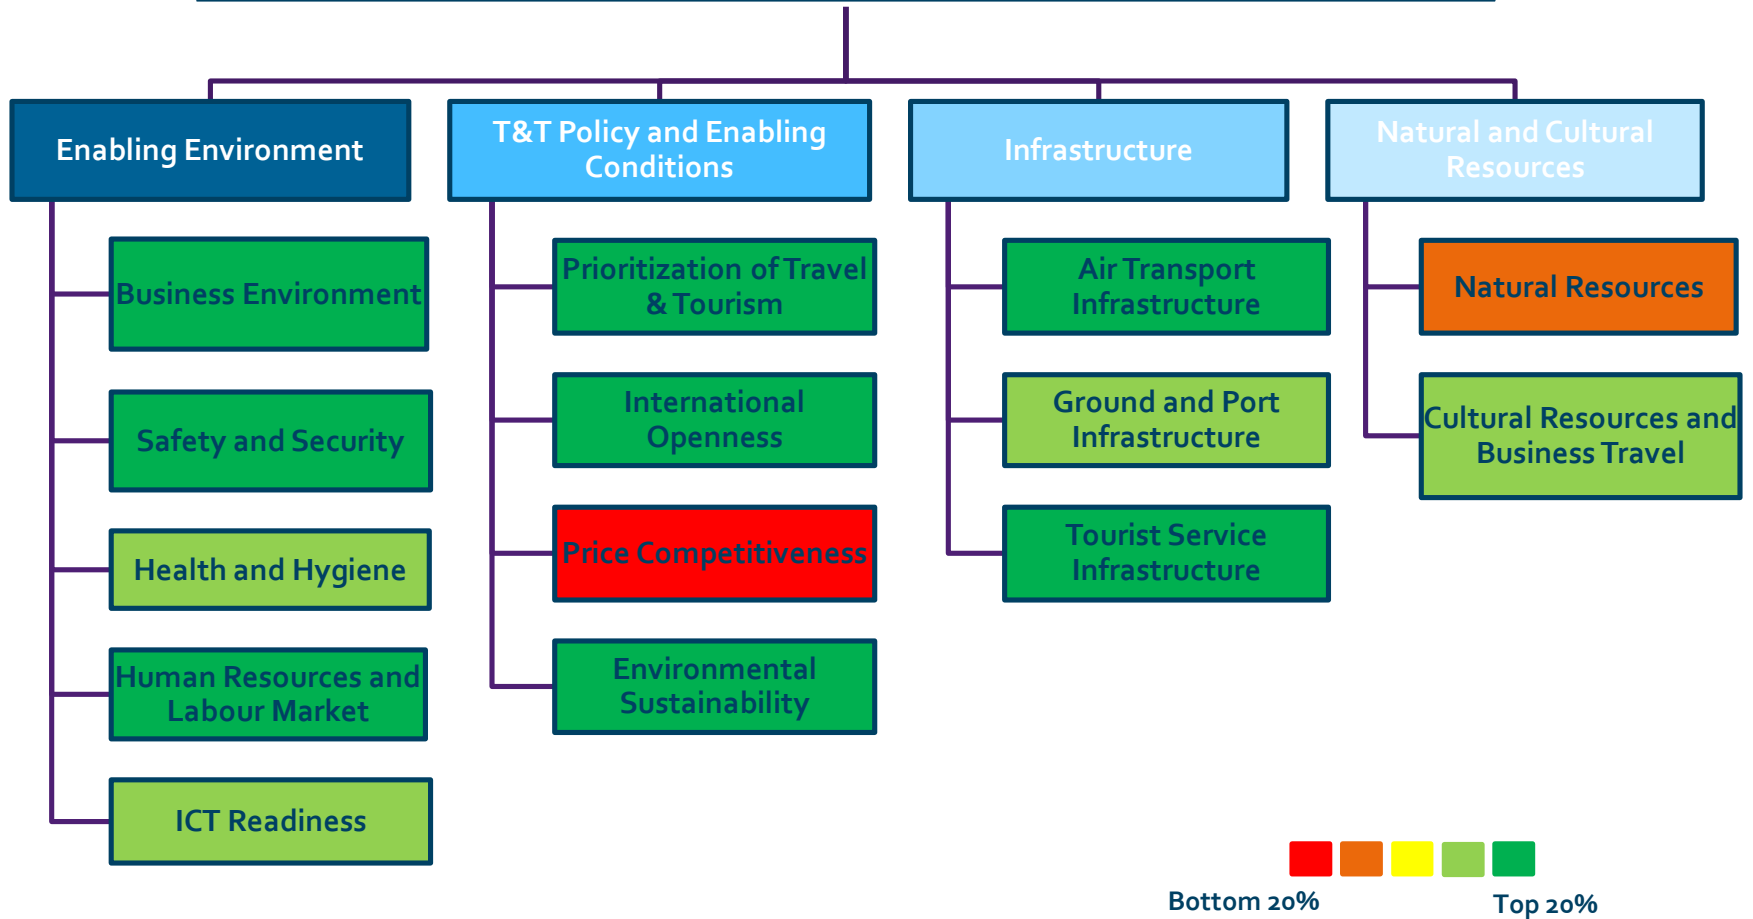 Enabling Environment
T&T Policy and Enabling
Conditions
Infrastructure
Natural and Cultural
Resources
Business Environment
Safety and Security
Health and Hygiene
Human Resources and
Labour Market
ICT Readiness
Prioritization of Travel
& Tourism
International
Openness
Price Competitiveness
Environmental
Sustainability
Air Transport
Infrastructure
Ground and Port
Infrastructure
Tourist Service
Infrastructure
Natural Resources
Cultural Resources and
Business Travel
Bottom 20%
Top 20%